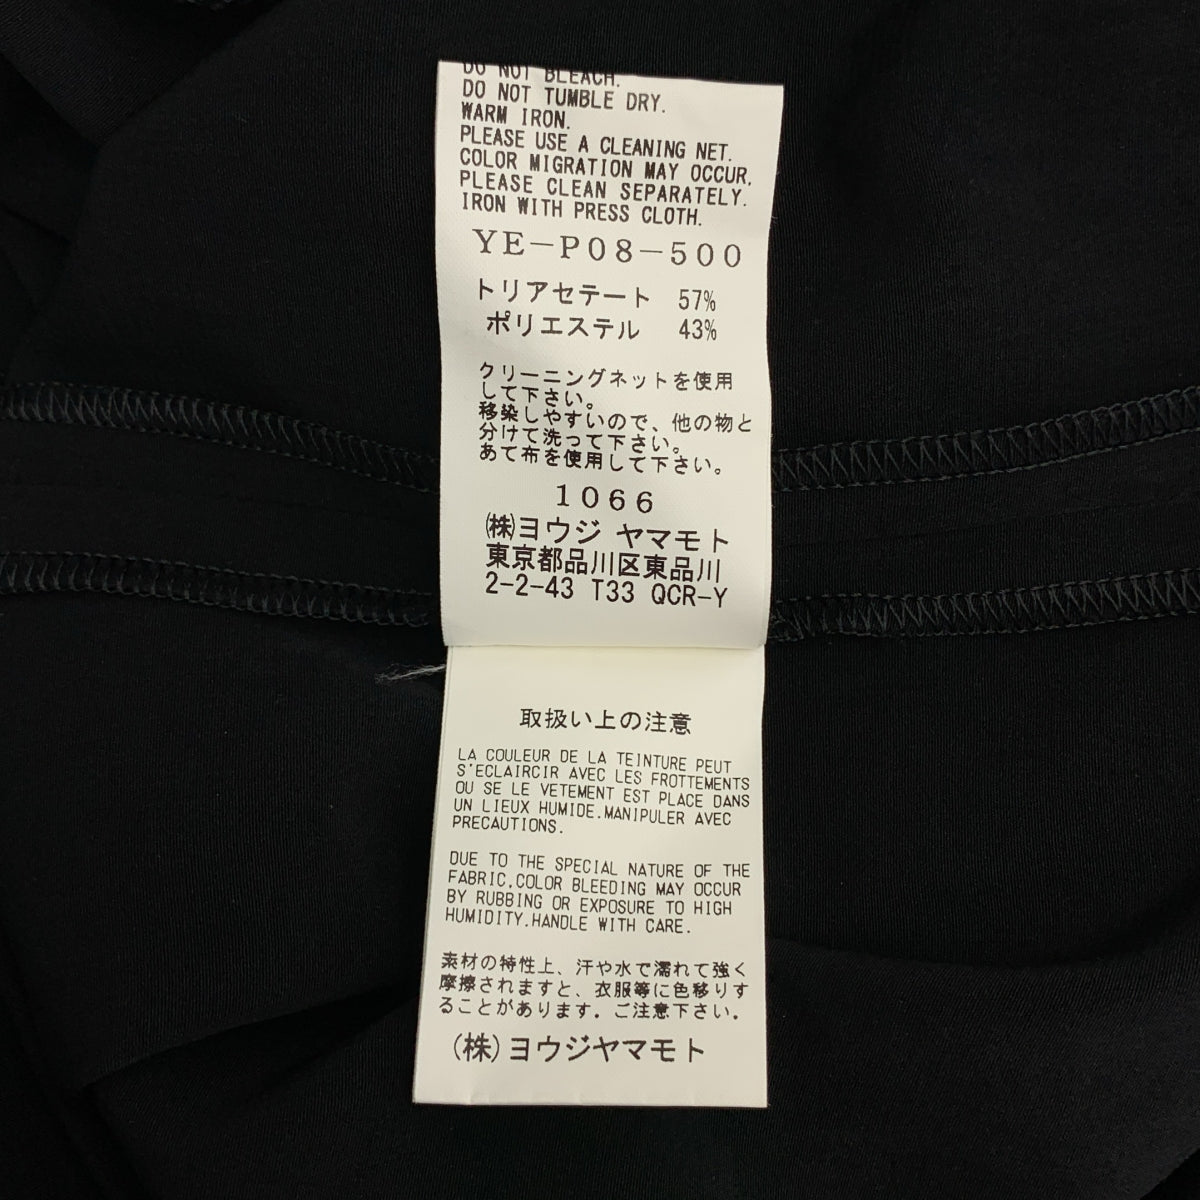 DO NOT BLEACH.
DO NOT TUMBLE DRY.
WARM IRON.
PLEASE USE A CLEANING NET.
COLOR MIGRATION MAY OCCUR,
PLEASE CLEAN SEPARATELY.
IRON WITH PRESS CLOTH.
YE-P08-500
トリアセテート 57%
ポリエステル 43%
クリーニングネットを使用
して下さい。
移染しやすいので、他の物と
分けて洗って下さい。
あて布を使用して下さい。
1066
㈱ヨウジ ヤマモト
東京都品川区東品川
2-2-43 T33 QCR-Y
取扱い上の注意
LA COULEUR DE LA TEINTURE PEUT
S'ECLAIRCIR AVEC LES FROTTEMENTS
OU SE LE VETEMENT EST PLACE DANS
UN LIEUX HUMIDE.MANIPULER AVEC
PRECAUTIONS.
DUE TO THE SPECIAL NATURE OF THE
FABRIC,COLOR BLEEDING MAY OCCUR
BY RUBBING OR EXPOSURE TO HIGH
HUMIDITY.HANDLE WITH CARE.
素材の特性上、汗や水で濡れて強く
摩擦されますと、衣服等に色移りす
ることがあります。ご注意下さい。
(株)ヨウジヤマモト